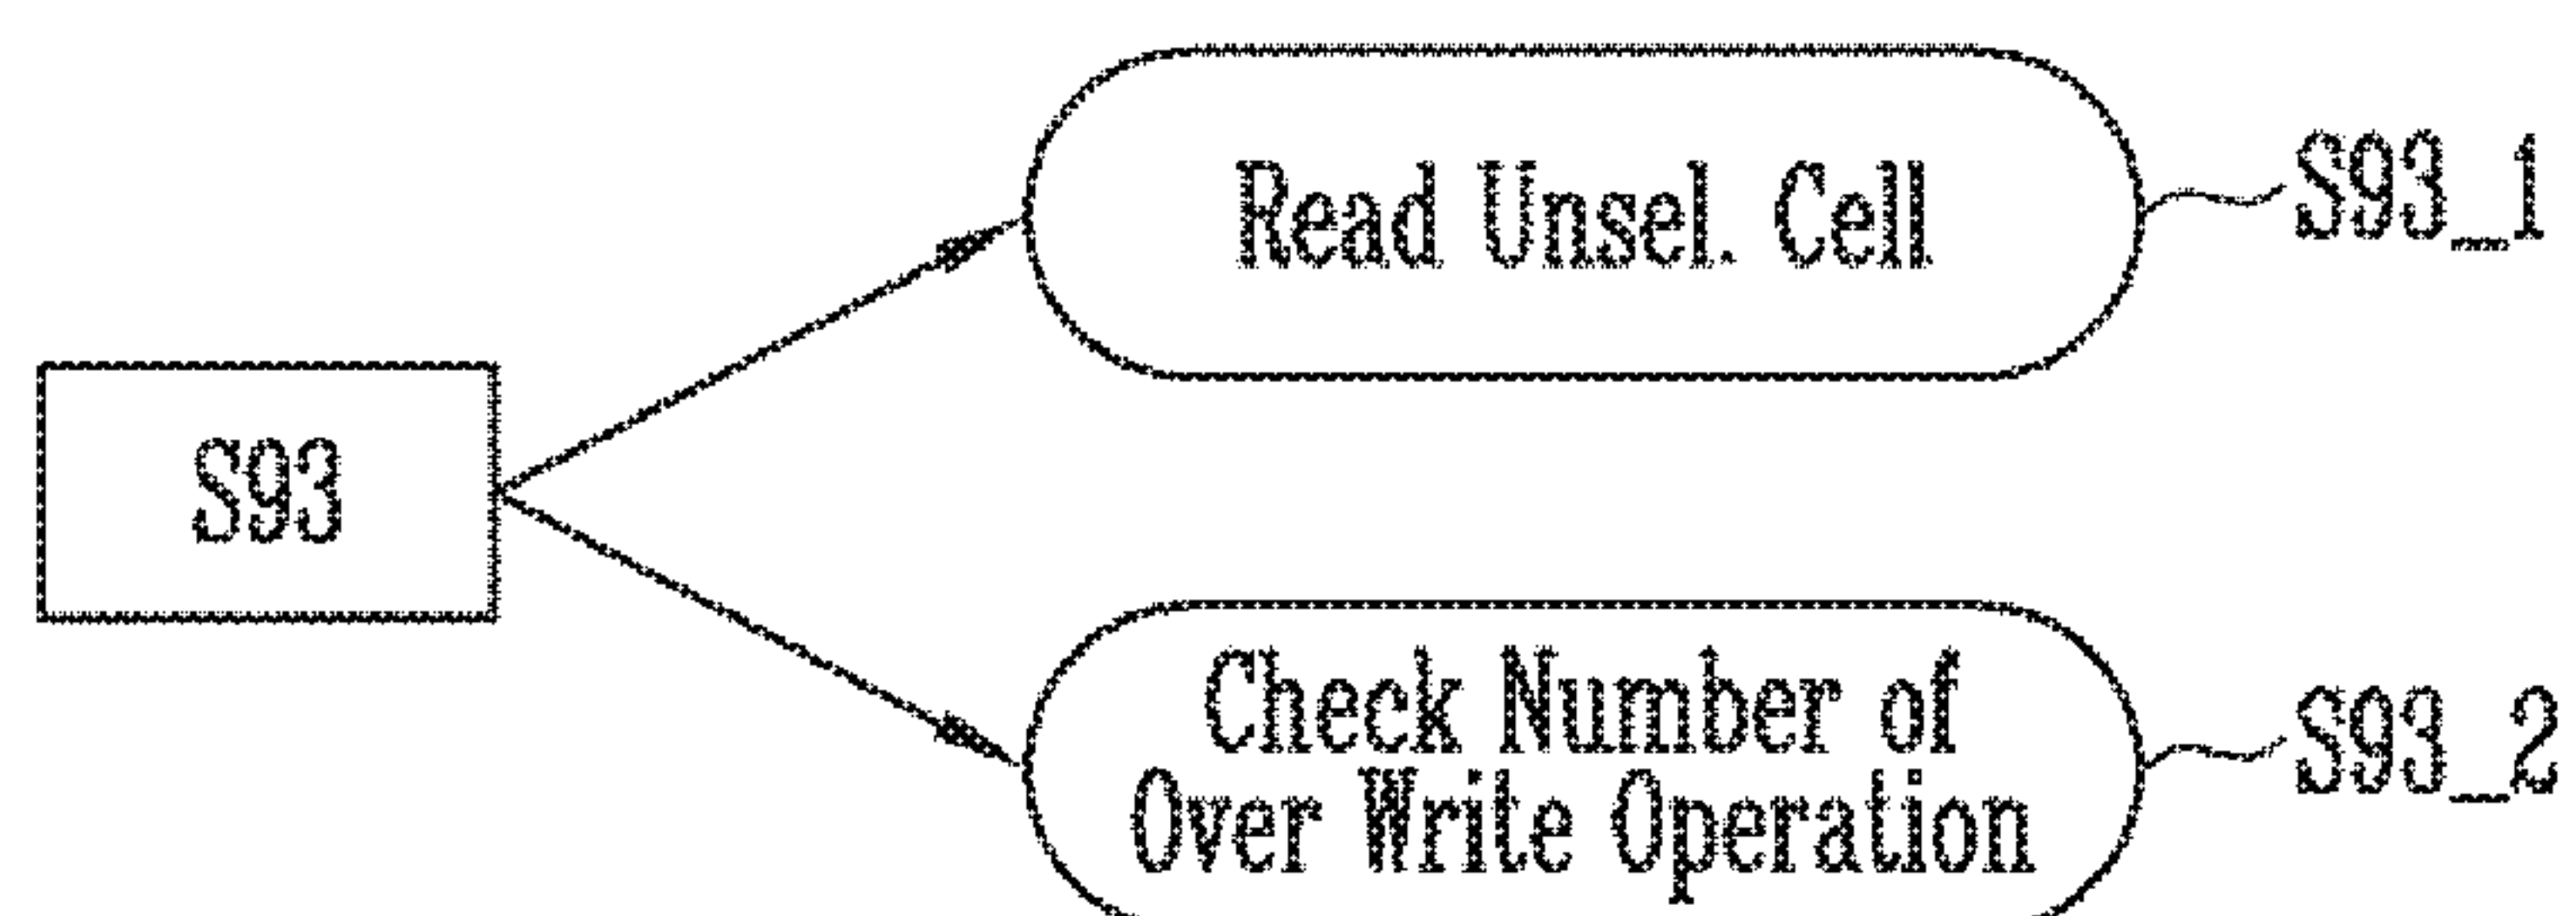 Read Unsel. Cell
S93_1
S93
Check Number of
Over Write Operation
S93_2